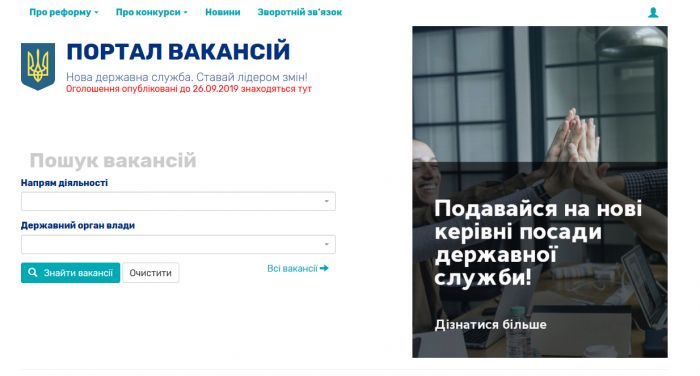 Про реформу
Про конкурси
Новини
Зворотній зв'язок
ПОРТАЛ ВАКАНСІЙ
Нова державна служба. Ставай лідером змін!
Оголошення опубліковані до 26.09.2019 знаходяться тут
Пошук вакансій
Напрям діяльності
Державний орган влади
Знайти вакансії
Очистити
Всі вакансії
Подавайся на нові
керівні посади
державної
служби!
Дізнатися більше